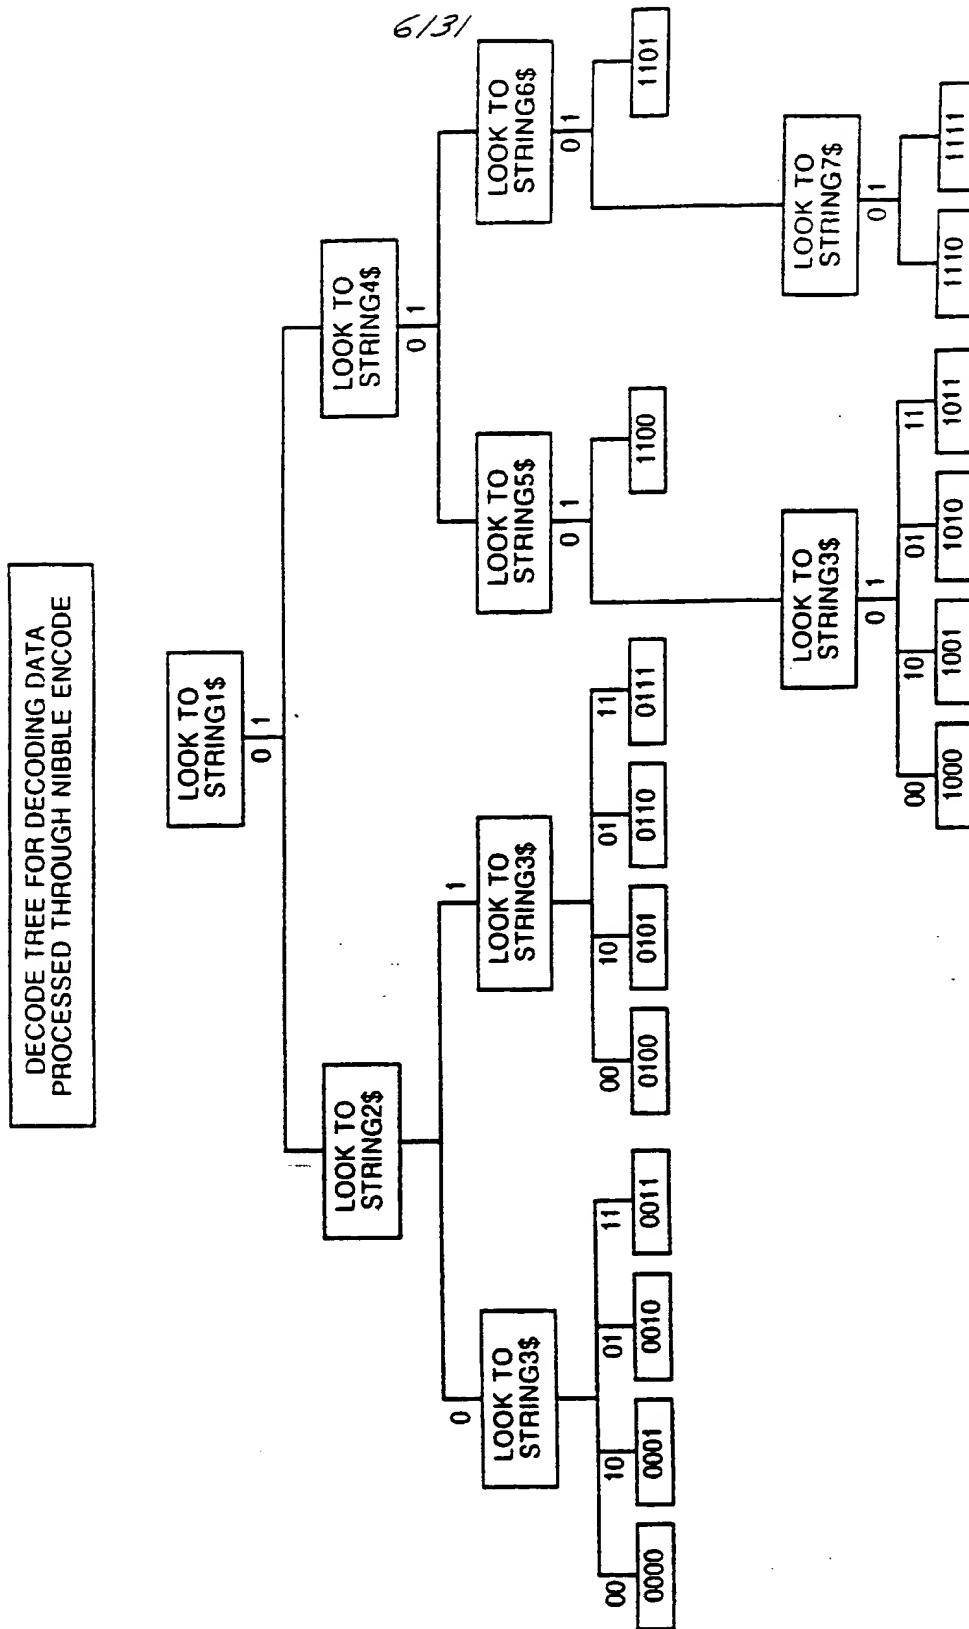 6/31
DECODE TREE FOR DECODING DATA
PROCESSED THROUGH NIBBLE ENCODE
LOOK TO
STRING1$
0 1
LOOK TO
STRING2$
LOOK TO
STRING4$
0 1
0
1
LOOK TO
STRING3$
LOOK TO
STRING3$
LOOK TO
STRING5$
0 1
LOOK TO
STRING6$
0 1
00 10 01 11
0000 0001 0010 0011
00 10 01 11
0100 0101 0110 0111
1100
1101
LOOK TO
STRING3$
0 1
LOOK TO
STRING7$
0 1
00 10 01 11
1000 1001 1010 1011
1110 1111